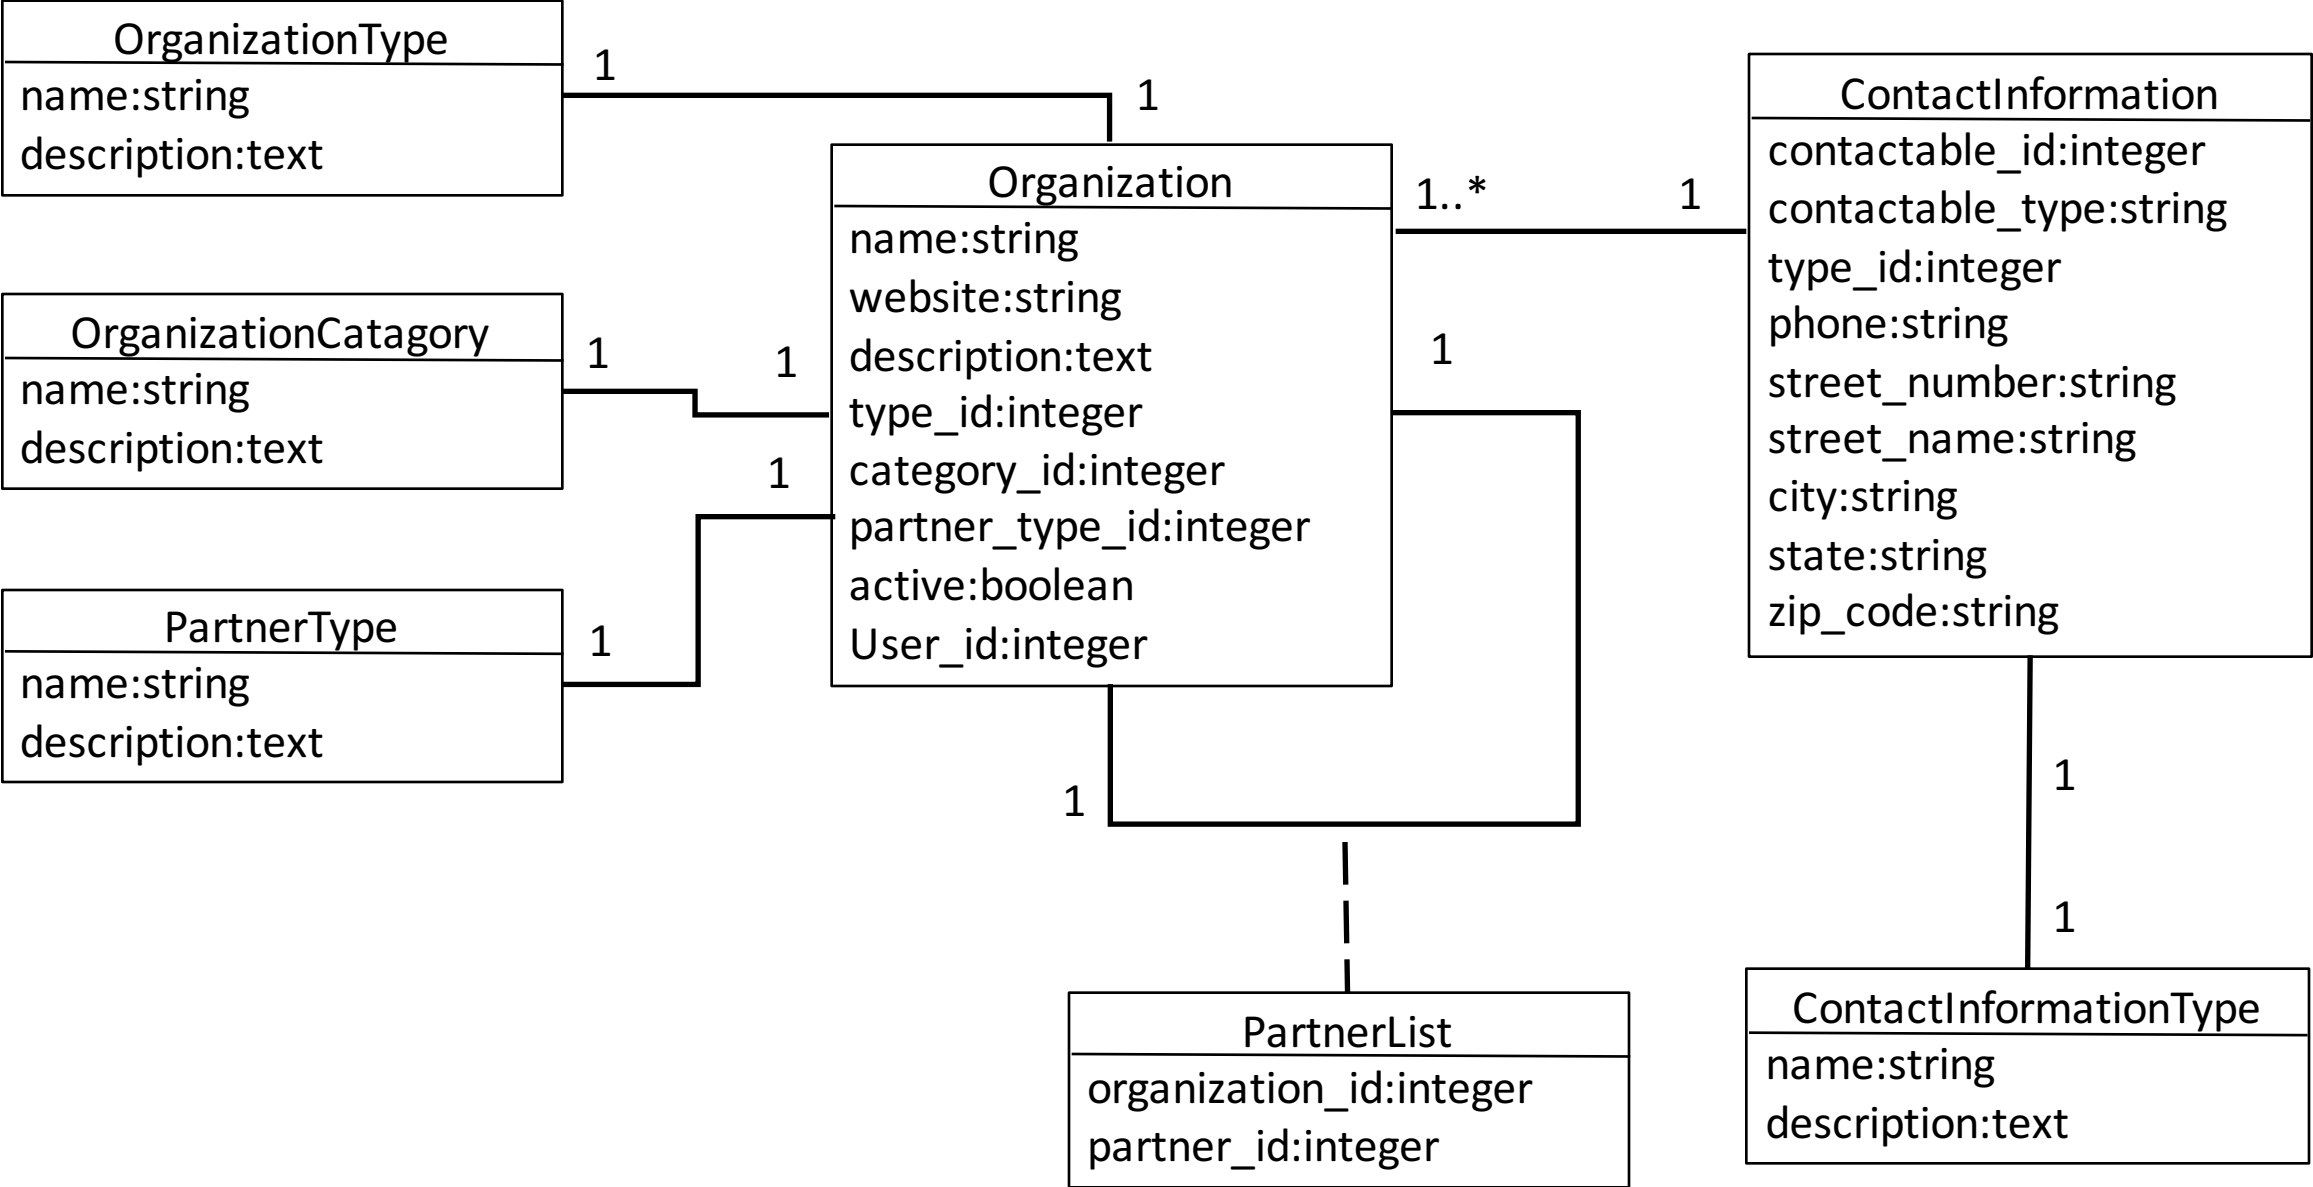 OrganizationType
name:string
description:text
1
1
OrganizationCatagory
name:string
description:text
1
1
PartnerType
name:string
description:text
1
1
Organization
name:string
website:string
description:text
type_id:integer
category_id:integer
partner_type_id:integer
active:boolean
User_id:integer
1..*
1
1
1
ContactInformation
contactable_id:integer
contactable_type:string
type_id:integer
phone:string
street_number:string
street_name:string
city:string
state:string
zip_code:string
1
1
PartnerList
organization_id:integer
partner_id:integer
ContactInformationType
name:string
description:text